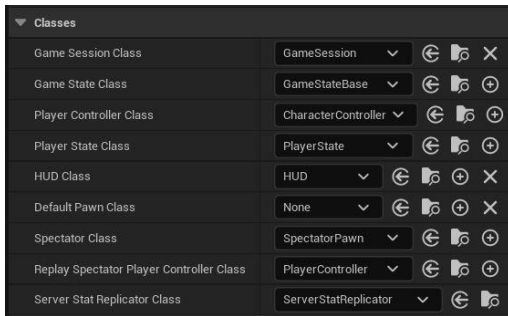 Classes
Game Session Class GameSession
Game State Class GameStateBase
Player Controller Class CharacterController
Player State Class PlayerState
HUD Class HUD
Default Pawn Class None
Spectator Class SpectatorPawn
Replay Spectator Player Controller Class PlayerController
Server Stat Replicator Class ServerStatReplicator